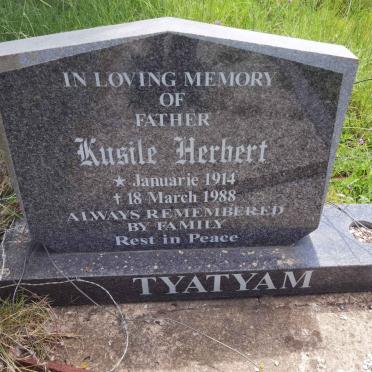 IN LOVING MEMORY
OF
FATHER
Kusile Herbert
★ Januarie 1914
✝ 18 March 1988
ALWAYS REMEMBERED
BY FAMILY
Rest in Peace
TYATYAM